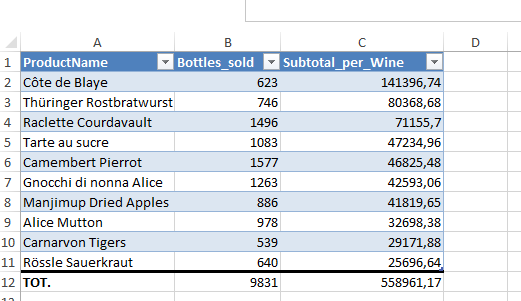 A B C D
1 ProductName Bottles_sold Subtotal_per_Wine
2 Côte de Blaye 623 141396,74
3 Thüringer Rostbratwurst 746 80368,68
4 Raclette Courdavault 1496 71155,7
5 Tarte au sucre 1083 47234,96
6 Camembert Pierrot 1577 46825,48
7 Gnocchi di nonna Alice 1263 42593,06
8 Manjimup Dried Apples 886 41819,65
9 Alice Mutton 978 32698,38
10 Carnarvon Tigers 539 29171,88
11 Rössle Sauerkraut 640 25696,64
12 TOT. 9831 558961,17